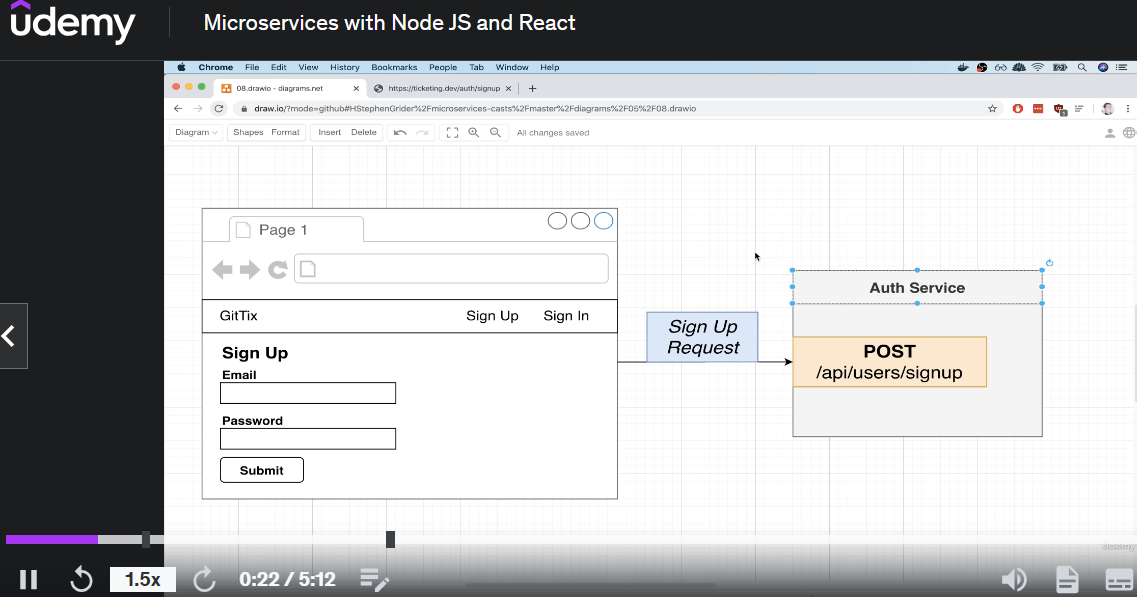 udemy
Microservices with Node JS and React
Chrome File Edit View History Bookmarks People Tab Window Help
08.drawio - diagrams.net
https://ticketing.dev/auth/signup
draw.io/?mode=github#HStephenGrider%2Fmicroservices-casts%2Fmaster%2Fdiagrams%2F05%2F08.drawio
Diagram Shapes Format Insert Delete All changes saved
Page 1
GitTix Sign Up Sign In
Sign Up
Email
Password
Submit
Sign Up
Request
Auth Service
POST
/api/users/signup
udemy
1.5x 0:22 / 5:12